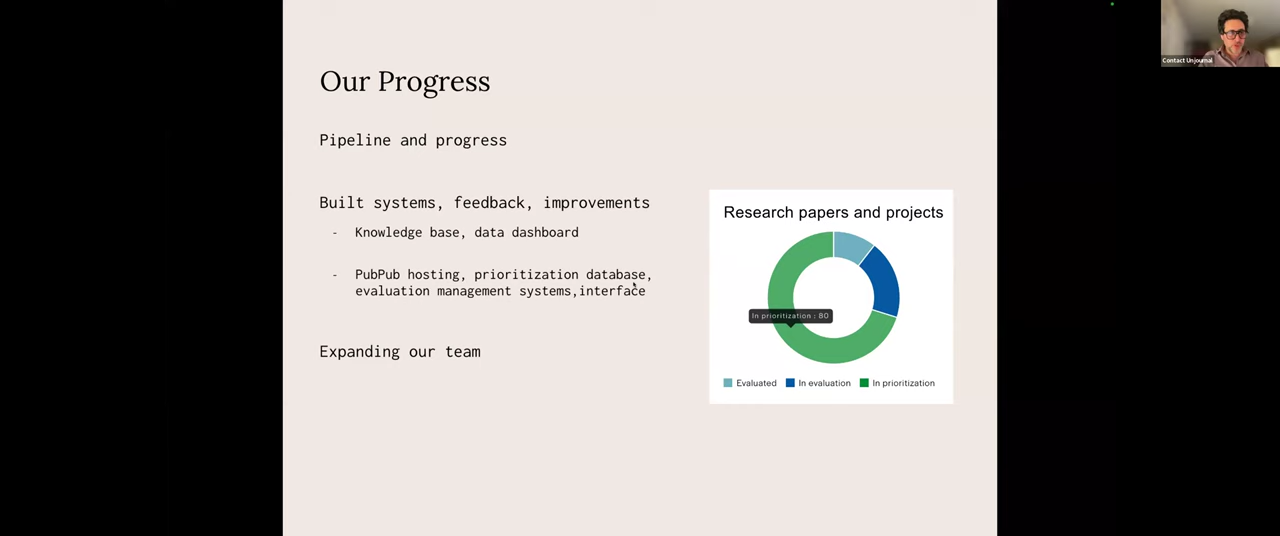 Our Progress
Pipeline and progress
Built systems, feedback, improvements
- Knowledge base, data dashboard
- PubPub hosting, prioritization database,
evaluation management systems,interface
Expanding our team
Research papers and projects
In prioritization : 80
Evaluated
In evaluation
In prioritization
Contact Unjournal